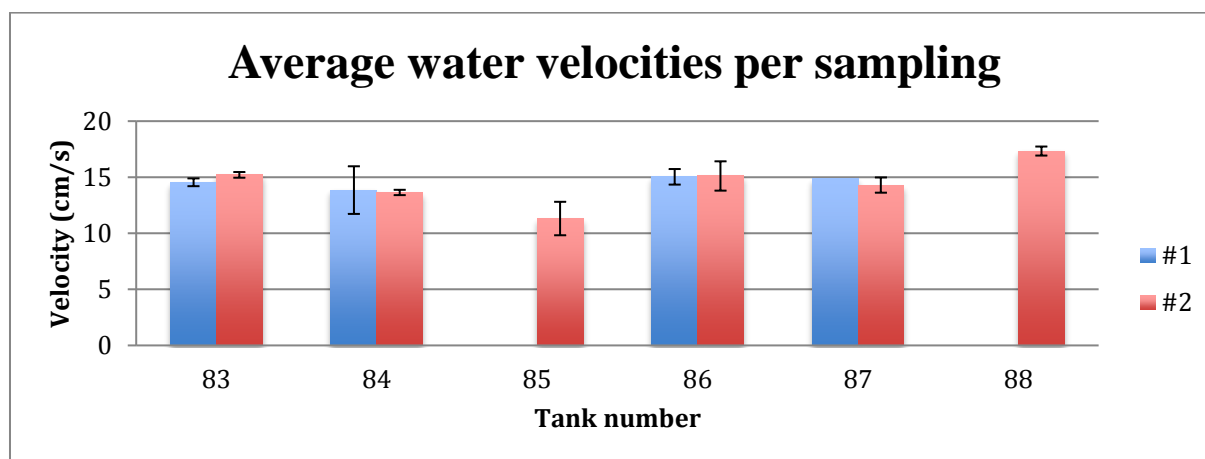 Average water velocities per sampling
Velocity (cm/s)
20
15
10
5
0
83 84 85 86 87 88
Tank number
#1
#2